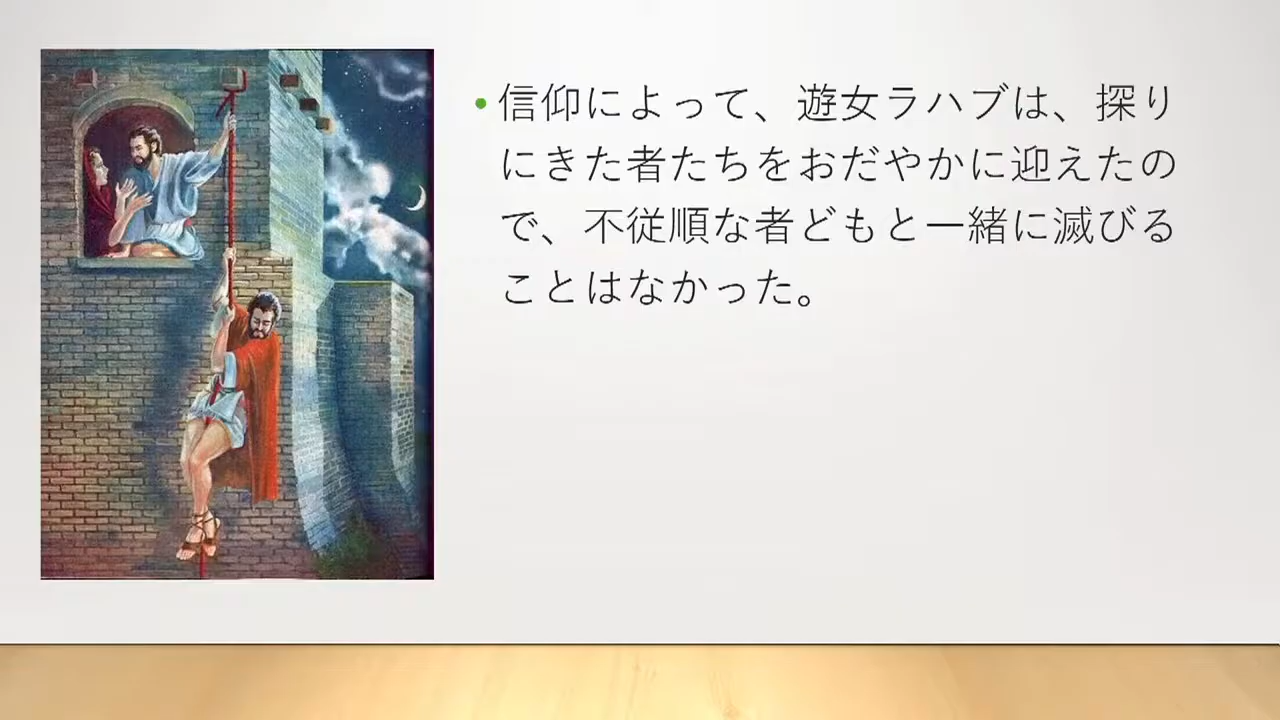 • 信仰によって、遊女ラハブは、探り
にきた者たちをおだやかに迎えたの
で、不従順な者どもと一緒に滅びる
ことはなかった。